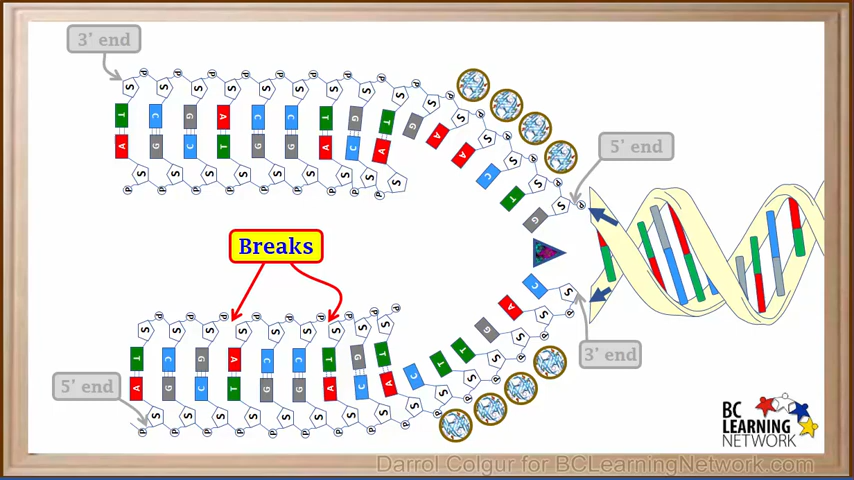 3' end
T C G A C C T G T G A A C T G
A G C T G G A C A
5' end
Breaks
C A G T T C
T C G A C C T G T
A G C T G G A C A
3' end
5' end
BC
LEARNING
NETWORK
Darrol Colgur for BCLearningNetwork.com